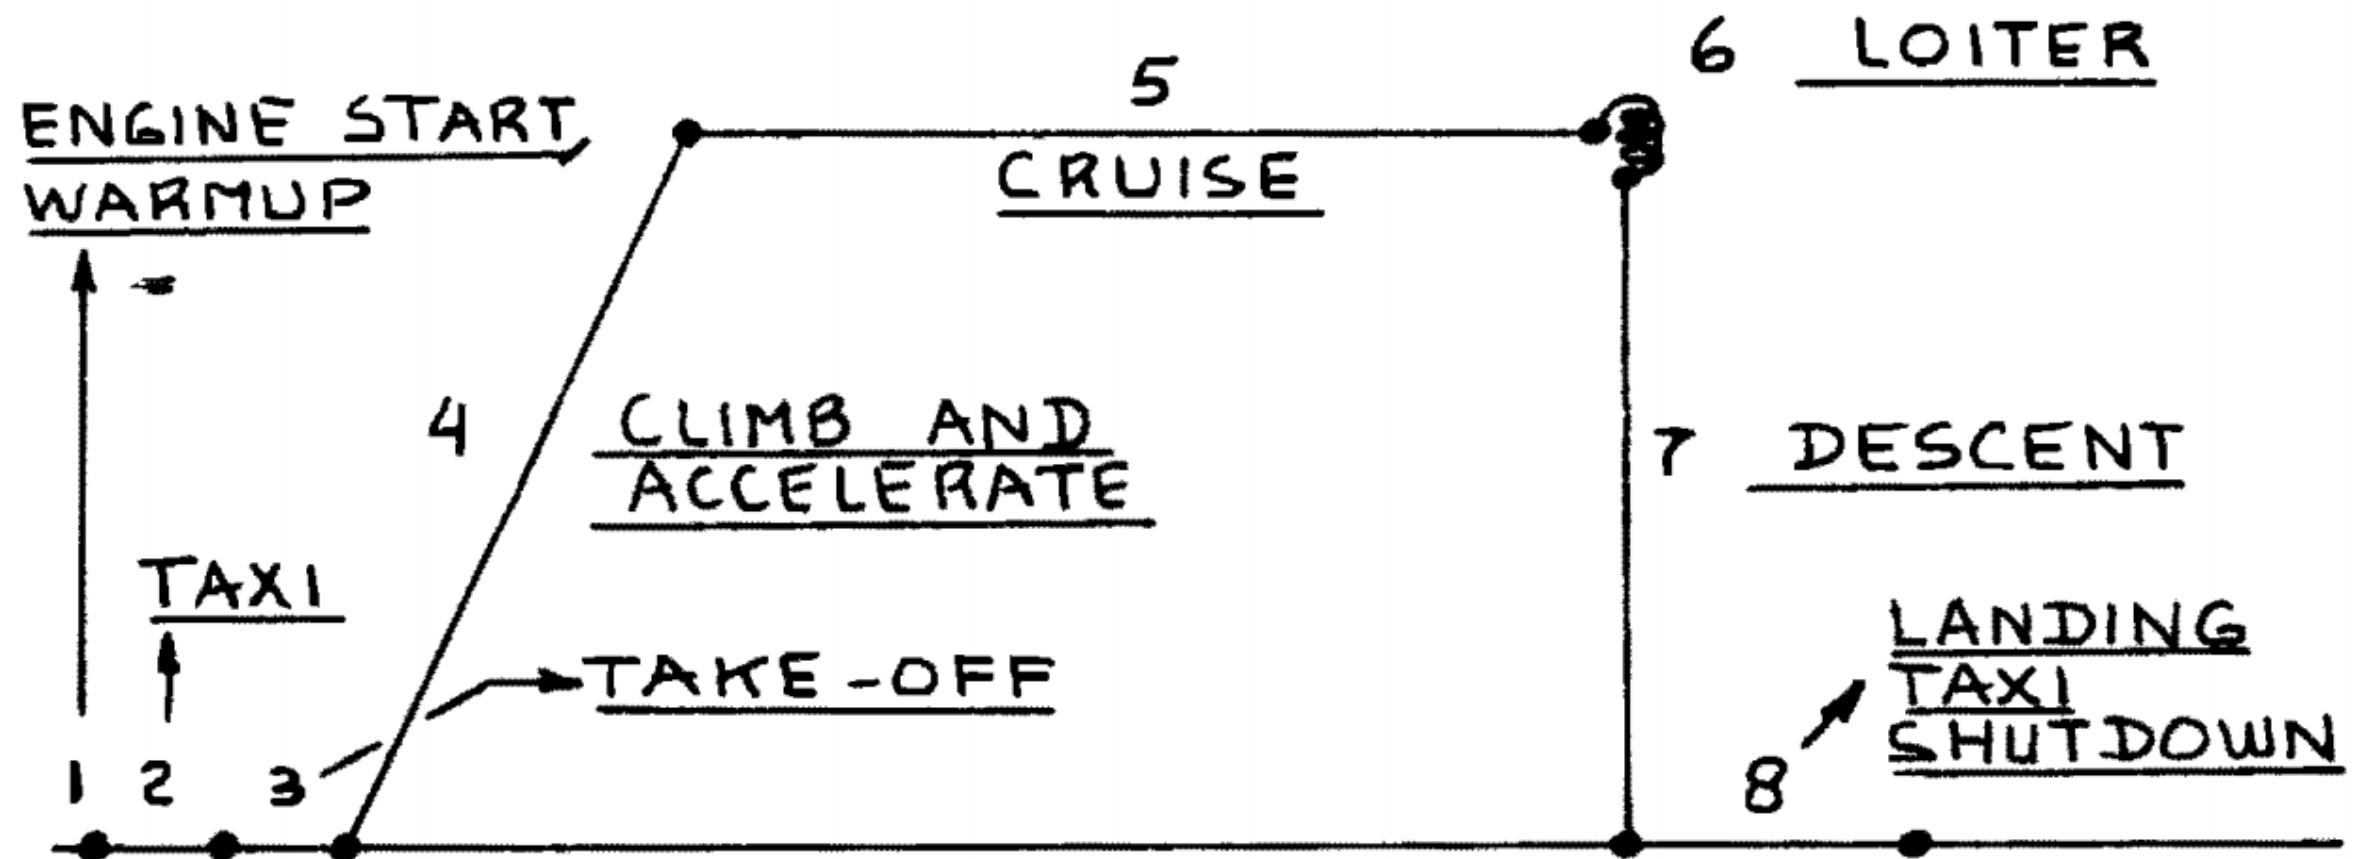 6 LOITER
5
ENGINE START,
WARMUP
CRUISE
4
CLIMB AND
ACCELERATE
7 DESCENT
TAXI
TAKE-OFF
LANDING
TAXI
SHUTDOWN
1 2 3
8